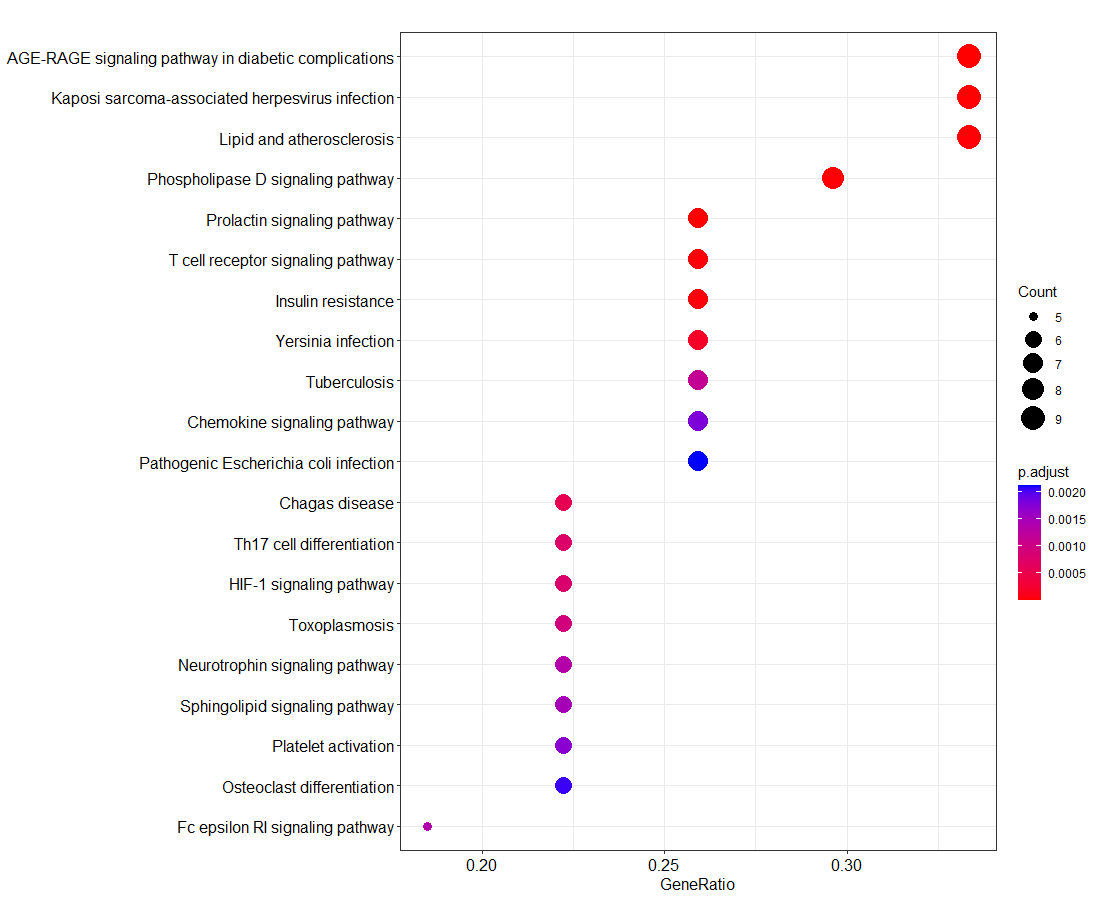 AGE-RAGE signaling pathway in diabetic complications
Kaposi sarcoma-associated herpesvirus infection
Lipid and atherosclerosis
Phospholipase D signaling pathway
Prolactin signaling pathway
T cell receptor signaling pathway
Insulin resistance
Yersinia infection
Tuberculosis
Chemokine signaling pathway
Pathogenic Escherichia coli infection
Chagas disease
Th17 cell differentiation
HIF-1 signaling pathway
Toxoplasmosis
Neurotrophin signaling pathway
Sphingolipid signaling pathway
Platelet activation
Osteoclast differentiation
Fc epsilon RI signaling pathway
0.20 0.25 0.30
GeneRatio
Count
5
6
7
8
9
p.adjust
0.0020
0.0015
0.0010
0.0005